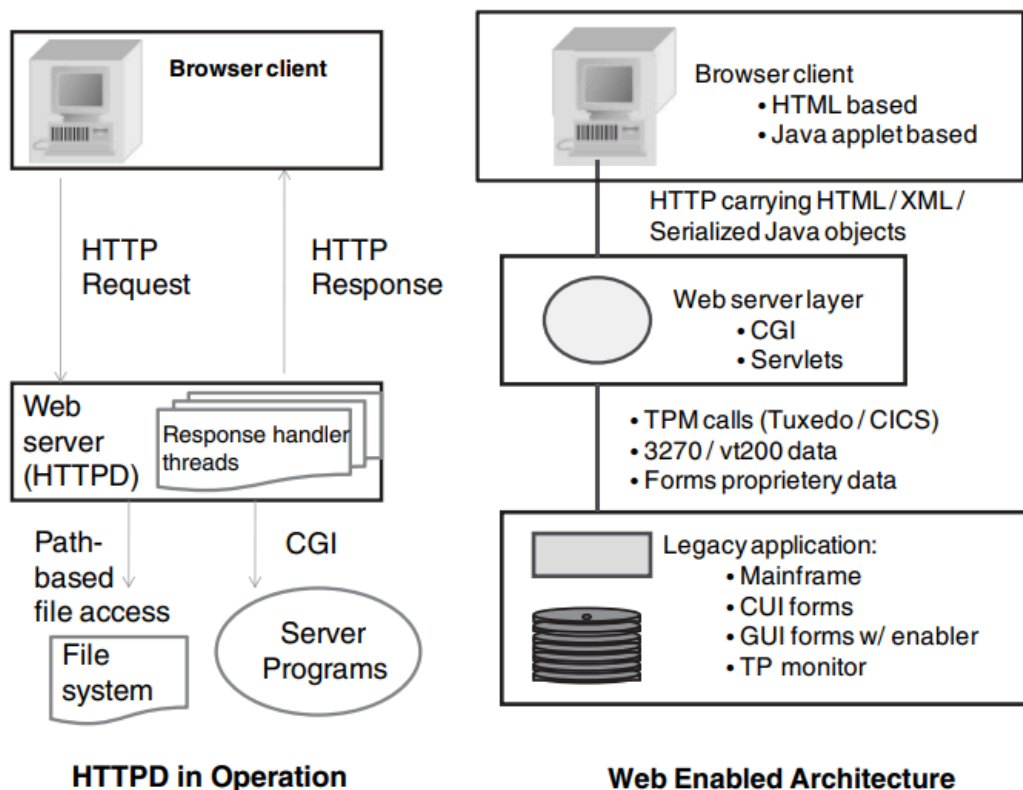 Browser client
HTTP
Request
HTTP
Response
Web
server
(HTTPD)
Response handler
threads
Path-
based
file access
CGI
File
system
Server
Programs
HTTPD in Operation
Browser client
• HTML based
• Java applet based
HTTP carrying HTML / XML /
Serialized Java objects
Web server layer
• CGI
• Servlets
• TPM calls (Tuxedo / CICS)
• 3270 / vt200 data
• Forms proprietery data
Legacy application:
• Mainframe
• CUI forms
• GUI forms w/ enabler
• TP monitor
Web Enabled Architecture